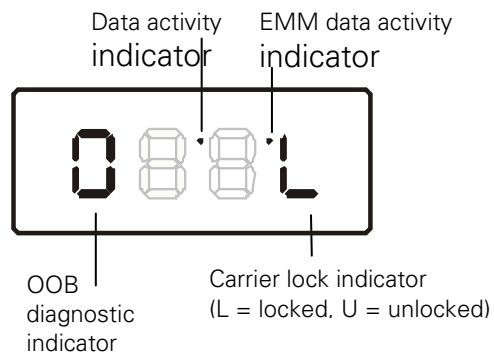 Data activity
indicator
EMM data activity
indicator
0 L
OOB
diagnostic
indicator
Carrier lock indicator
(L = locked, U = unlocked)